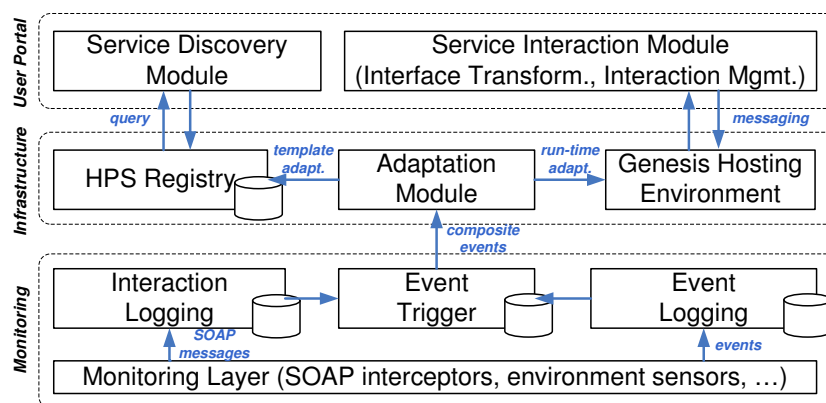 User Portal
Service Discovery
Module
Service Interaction Module
(Interface Transform., Interaction Mgmt.)
query
messaging
Infrastructure
HPS Registry
template
adapt.
Adaptation
Module
run-time
adapt.
Genesis Hosting
Environment
composite
events
Monitoring
Interaction
Logging
Event
Trigger
Event
Logging
SOAP
messages
events
Monitoring Layer (SOAP interceptors, environment sensors, ...)